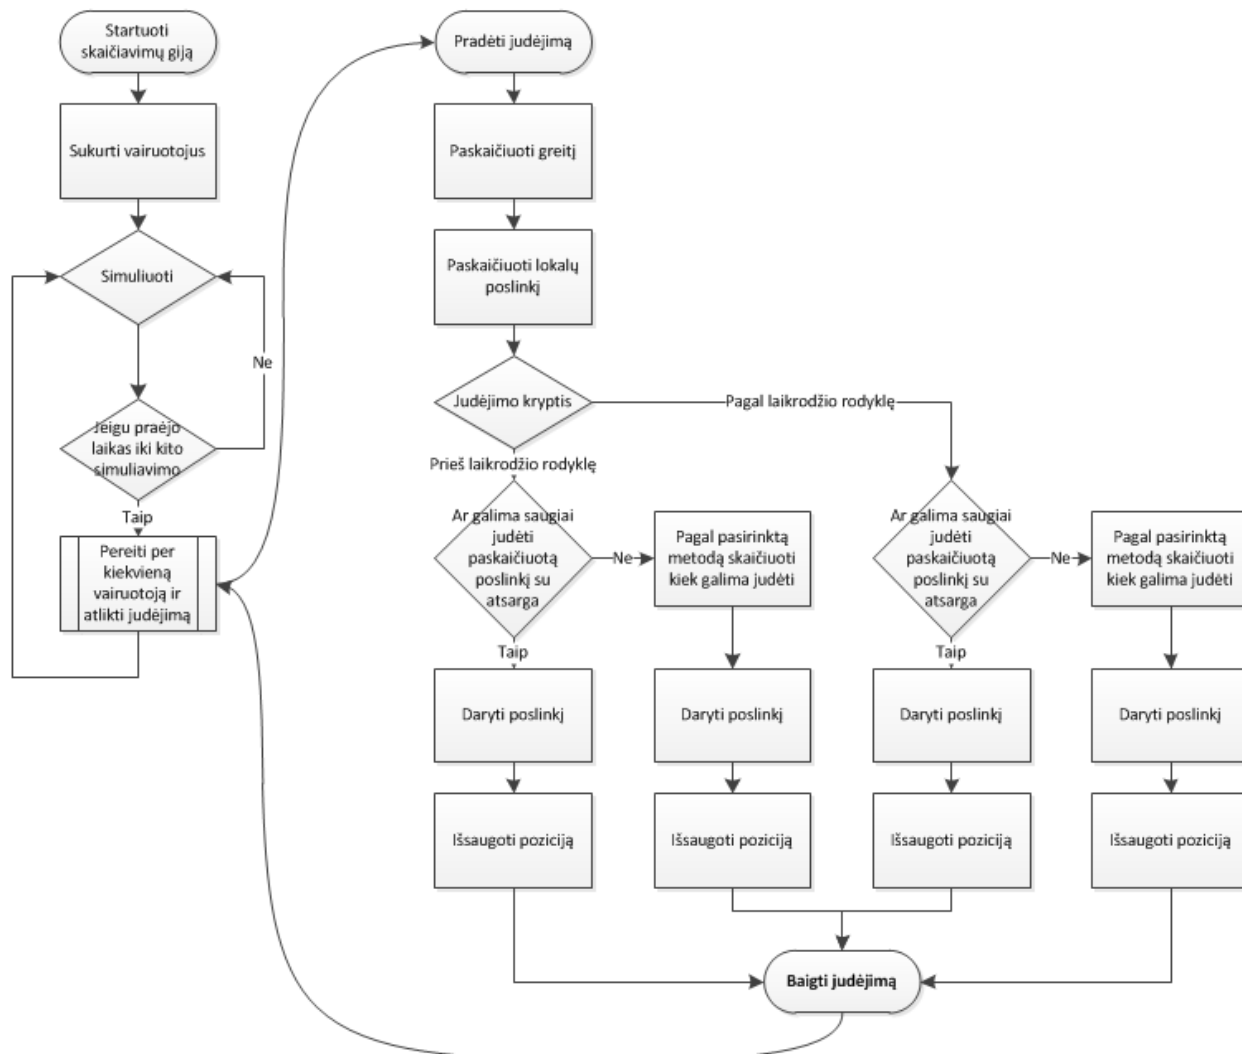 Startuoti
skaičiavimų giją
Sukurti vairuotojus
Simuliuoti
Ne
Jeigu praėjo
laikas iki kito
simuliavimo
Taip
Pereiti per
kiekvieną
vairuotoją ir
atlikti judėjimą
Pradėti judėjimą
Paskaičiuoti greitį
Paskaičiuoti lokalų
poslinkį
Judėjimo kryptis
Pagal laikrodžio rodyklę
Prieš laikrodžio rodyklę
Ar galima saugiai
judėti
paskaičiuotą
poslinkį su
atsarga
Ne
Pagal pasirinktą
metodą skaičiuoti
kiek galima judėti
Taip
Daryti poslinkį
Daryti poslinkį
Išsaugoti poziciją
Išsaugoti poziciją
Ar galima saugiai
judėti
paskaičiuotą
poslinkį su
atsarga
Ne
Pagal pasirinktą
metodą skaičiuoti
kiek galima judėti
Taip
Daryti poslinkį
Daryti poslinkį
Išsaugoti poziciją
Išsaugoti poziciją
Baigti judėjimą